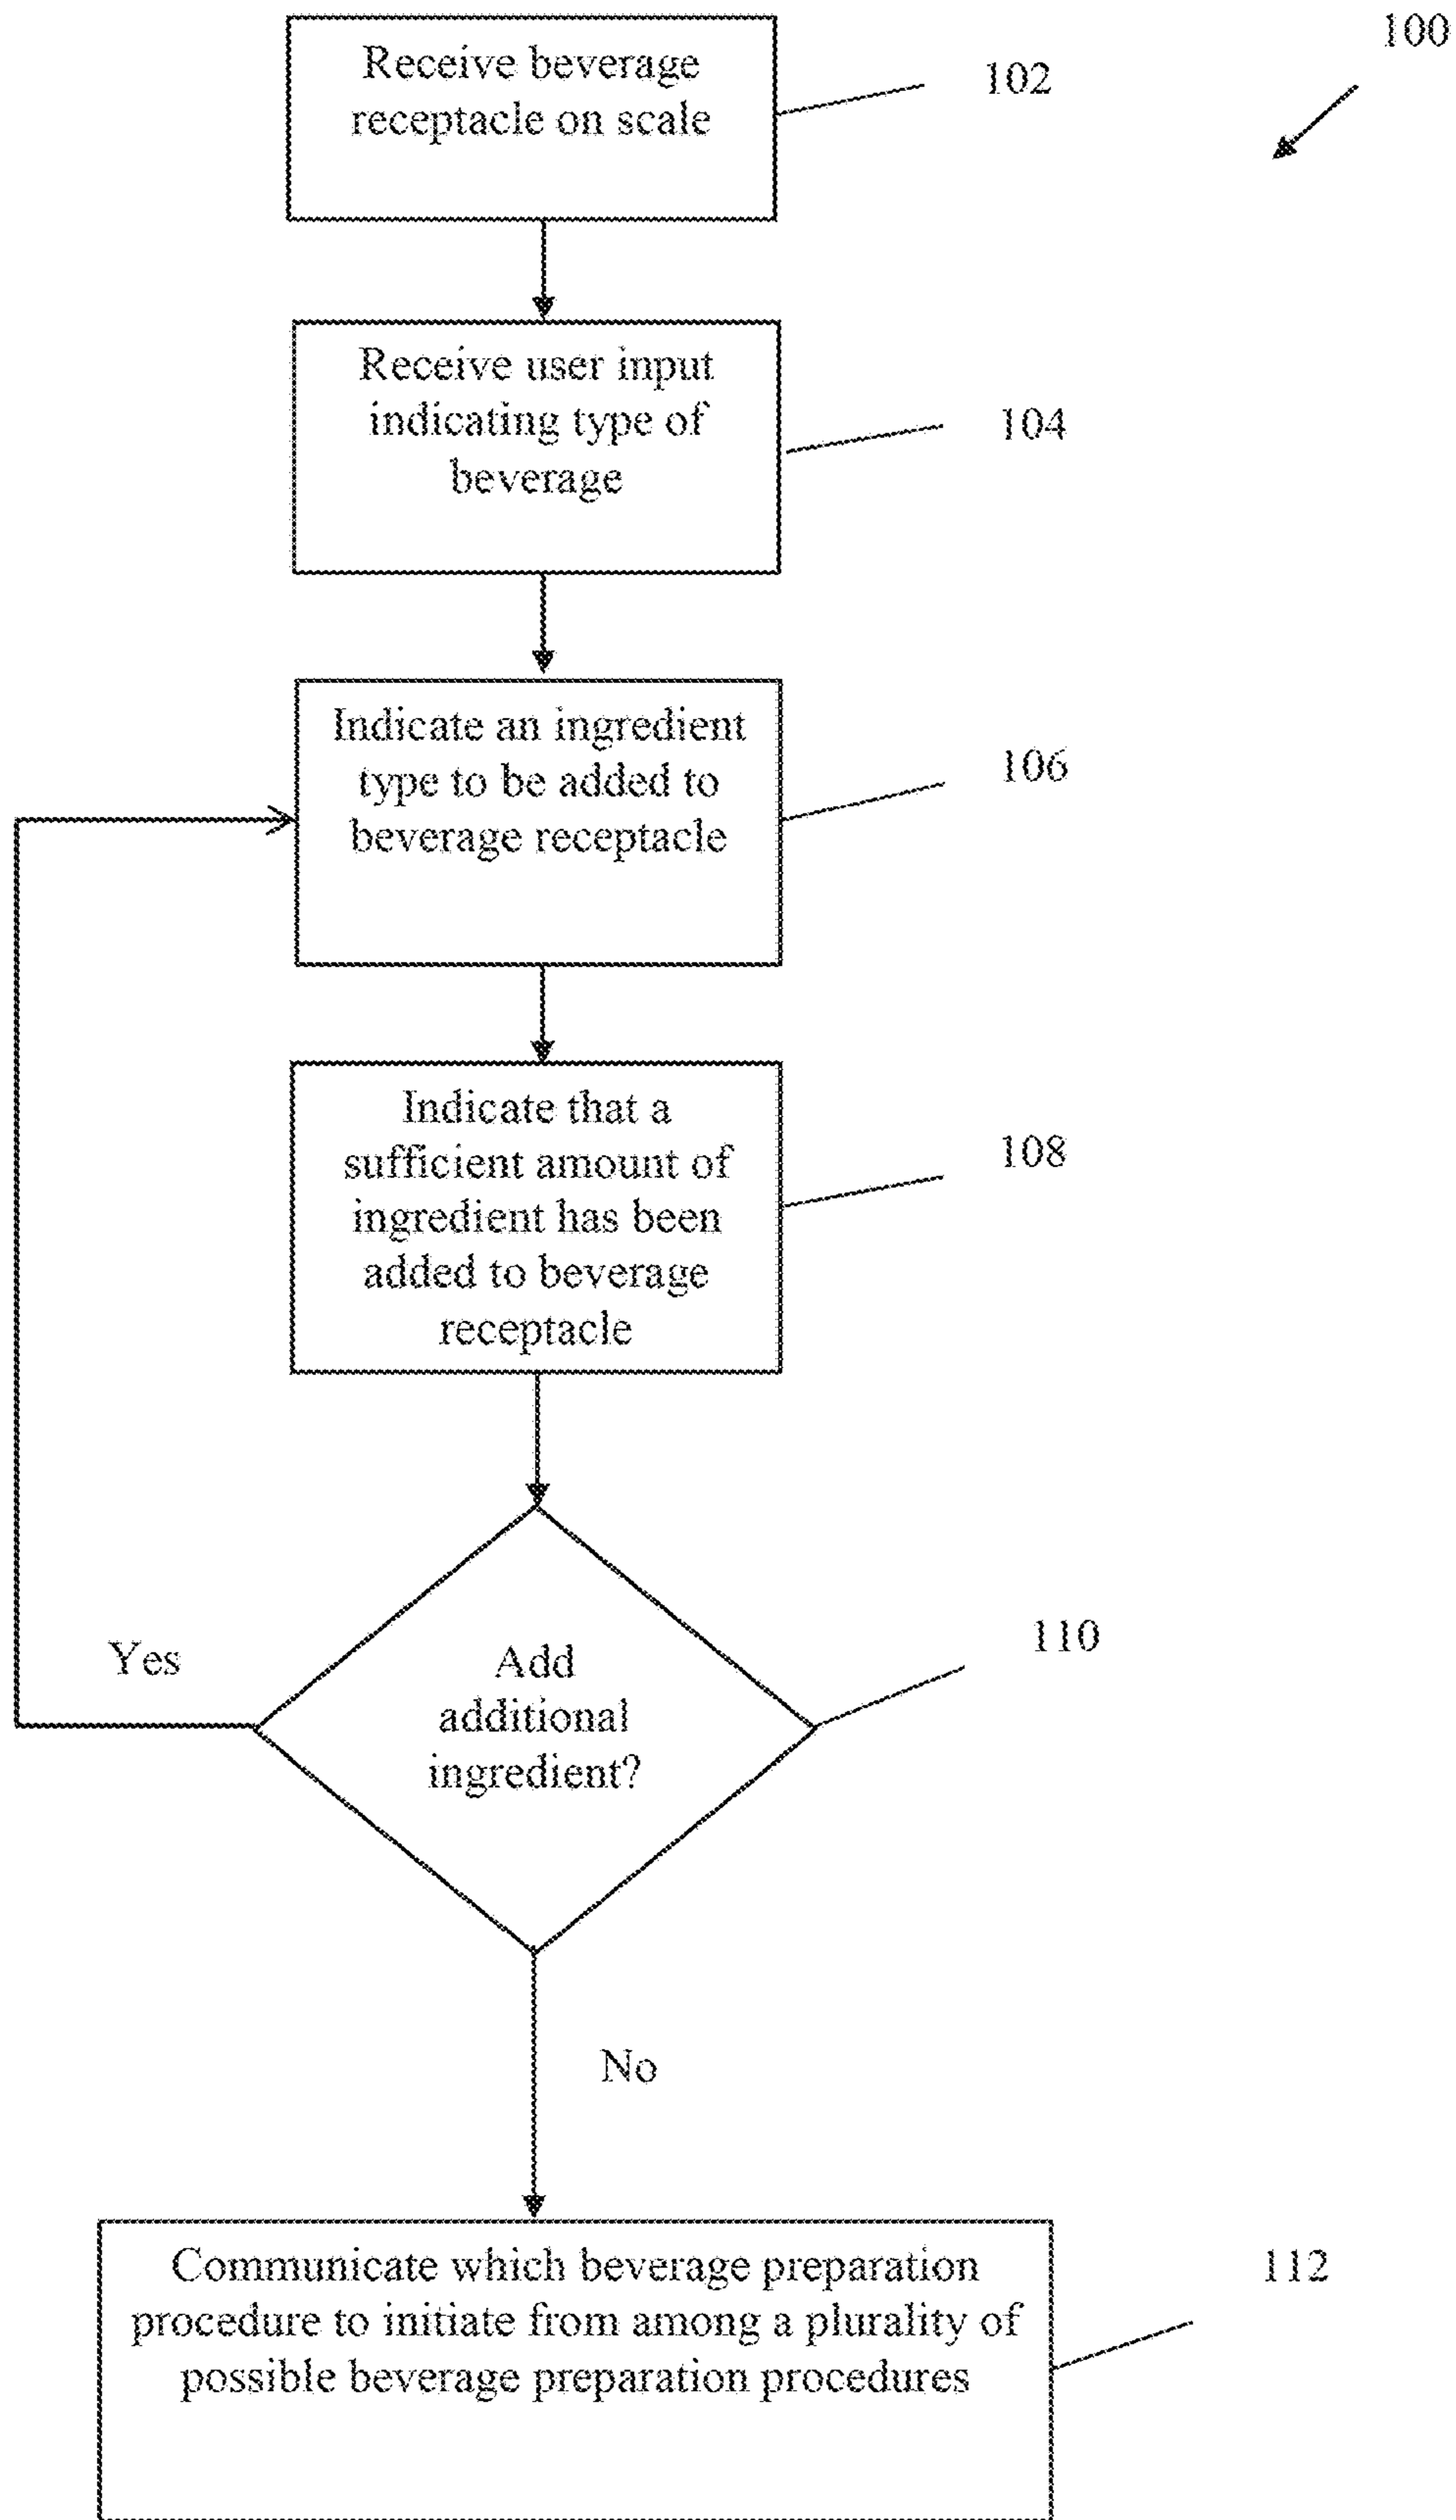 100
Receive beverage
receptacle on scale
102
Receive user input
indicating type of
beverage
104
Indicate an ingredient
type to be added to
beverage receptacle
106
Indicate that a
sufficient amount of
ingredient has been
added to beverage
receptacle
108
Add
additional
ingredient?
110
Yes
No
Communicate which beverage preparation
procedure to initiate from among a plurality of
possible beverage preparation procedures
112